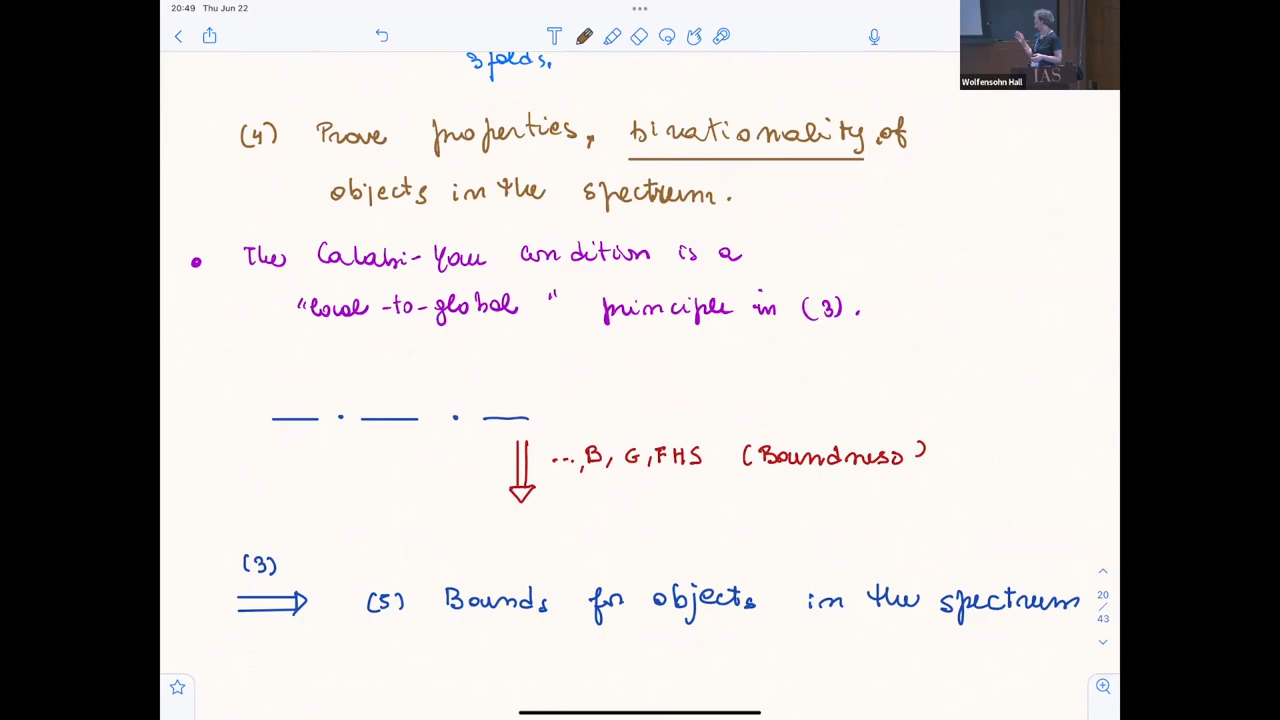 20:49 Thu Jun 22
3folds.
(4) Prove properties, birationality of
objects in the spectrum.
• The Calabi-Yau condition is a
"local-to-global" principle in (3).
..., B, G, FHS (Boundness)
(3)
(5) Bounds for objects in the spectrum
Wolfensohn Hall
IAS
20
/
43